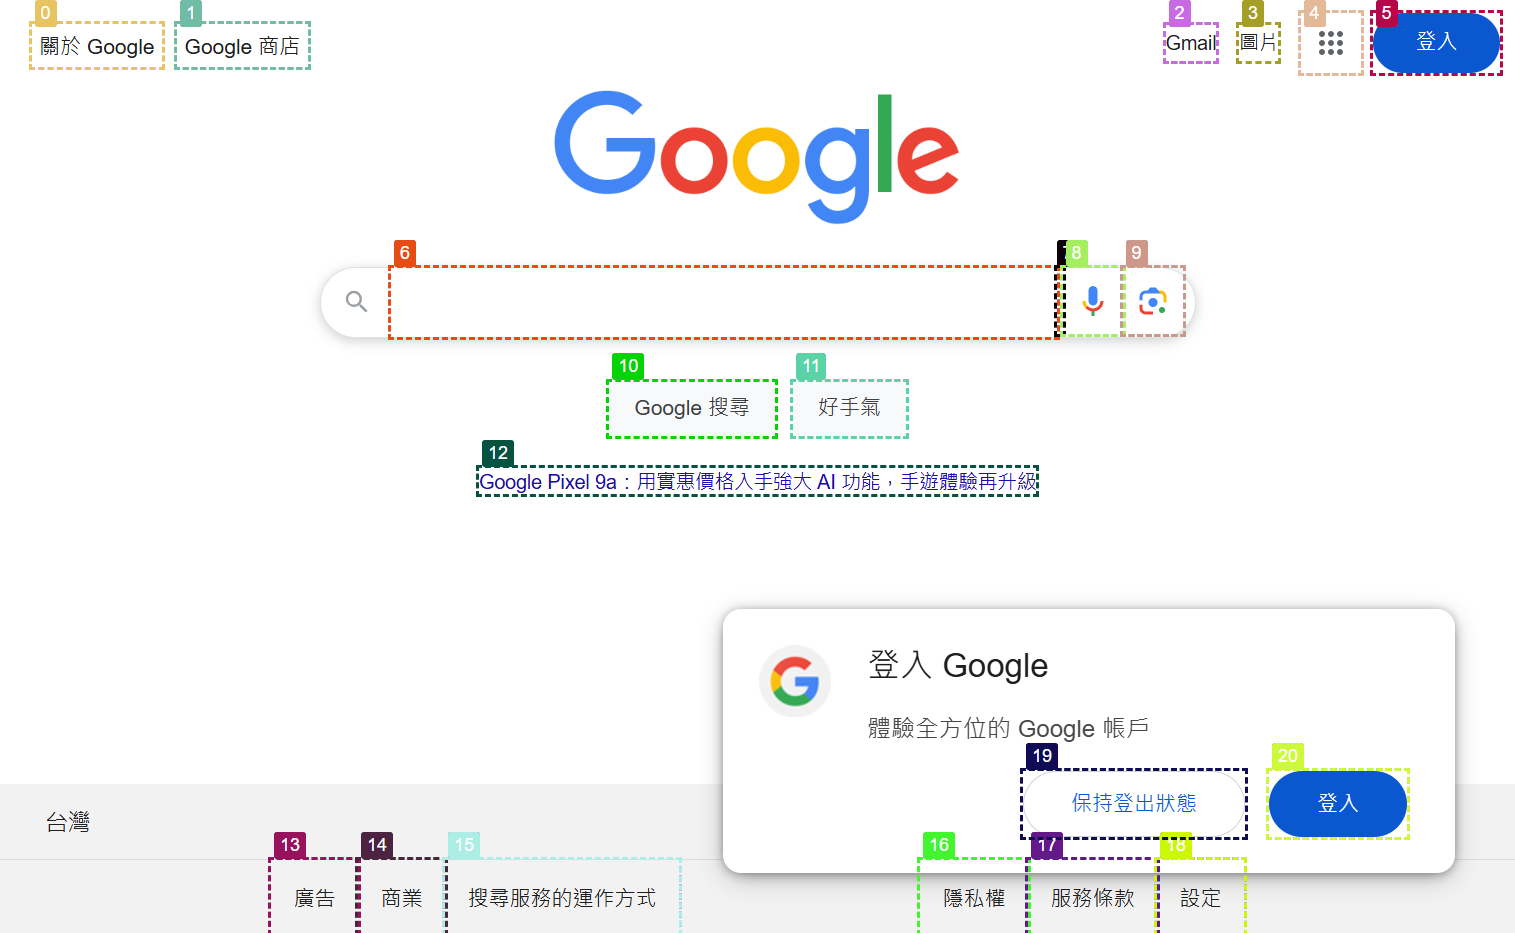 0 1 2 3 4 5
關於 Google Google 商店 Gmail 圖片 登入
Google
6 8 9
10 11
Google 搜尋 好手氣
12
Google Pixel 9a：用實惠價格入手強大 AI 功能，手遊體驗再升級
登入 Google
體驗全方位的 Google 帳戶
19 20
保持登出狀態 登入
台灣
13 14 15 16 17 18
廣告 商業 搜尋服務的運作方式 隱私權 服務條款 設定